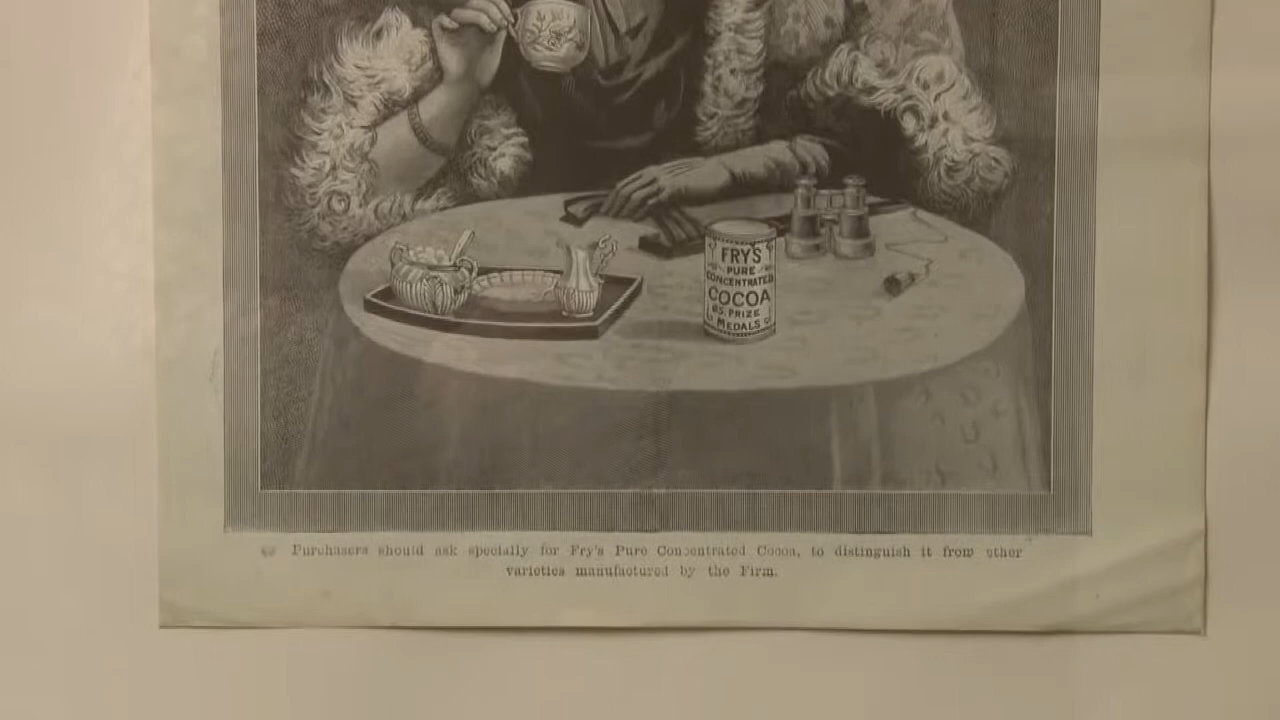 FRY'S
PURE
CONCENTRATED
COCOA
85 PRIZE
MEDALS
Purchasers should ask specially for Fry's Pure Concentrated Cocoa, to distinguish it from other
varieties manufactured by the Firm.